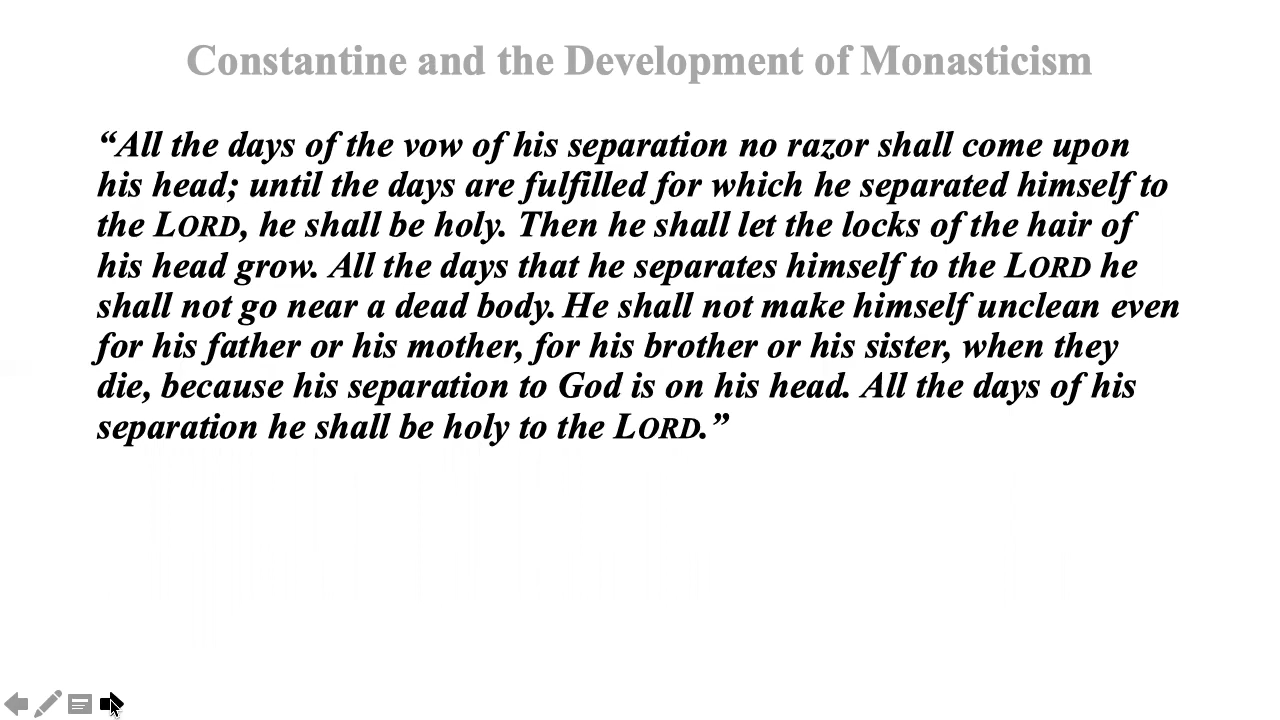 Constantine and the Development of Monasticism
“All the days of the vow of his separation no razor shall come upon
his head; until the days are fulfilled for which he separated himself to
the LORD, he shall be holy. Then he shall let the locks of the hair of
his head grow. All the days that he separates himself to the LORD he
shall not go near a dead body. He shall not make himself unclean even
for his father or his mother, for his brother or his sister, when they
die, because his separation to God is on his head. All the days of his
separation he shall be holy to the LORD.”